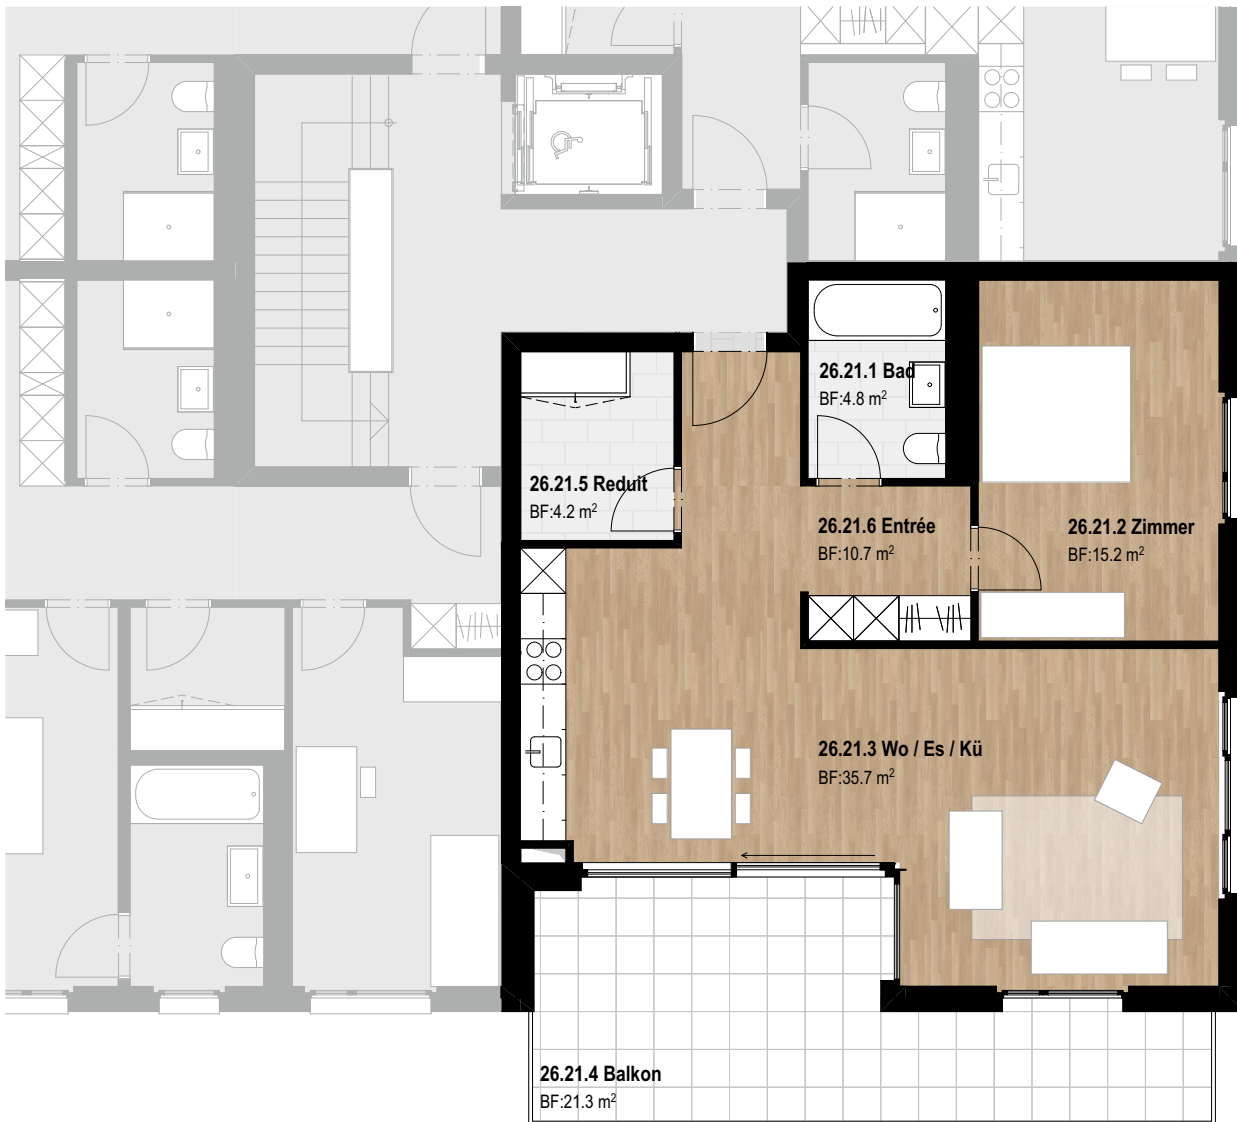 26.21.1 Bad
BF:4.8 m²
26.21.5 Reduit
BF:4.2 m²
26.21.6 Entrée
BF:10.7 m²
26.21.2 Zimmer
BF:15.2 m²
26.21.3 Wo / Es / Kü
BF:35.7 m²
26.21.4 Balkon
BF:21.3 m²